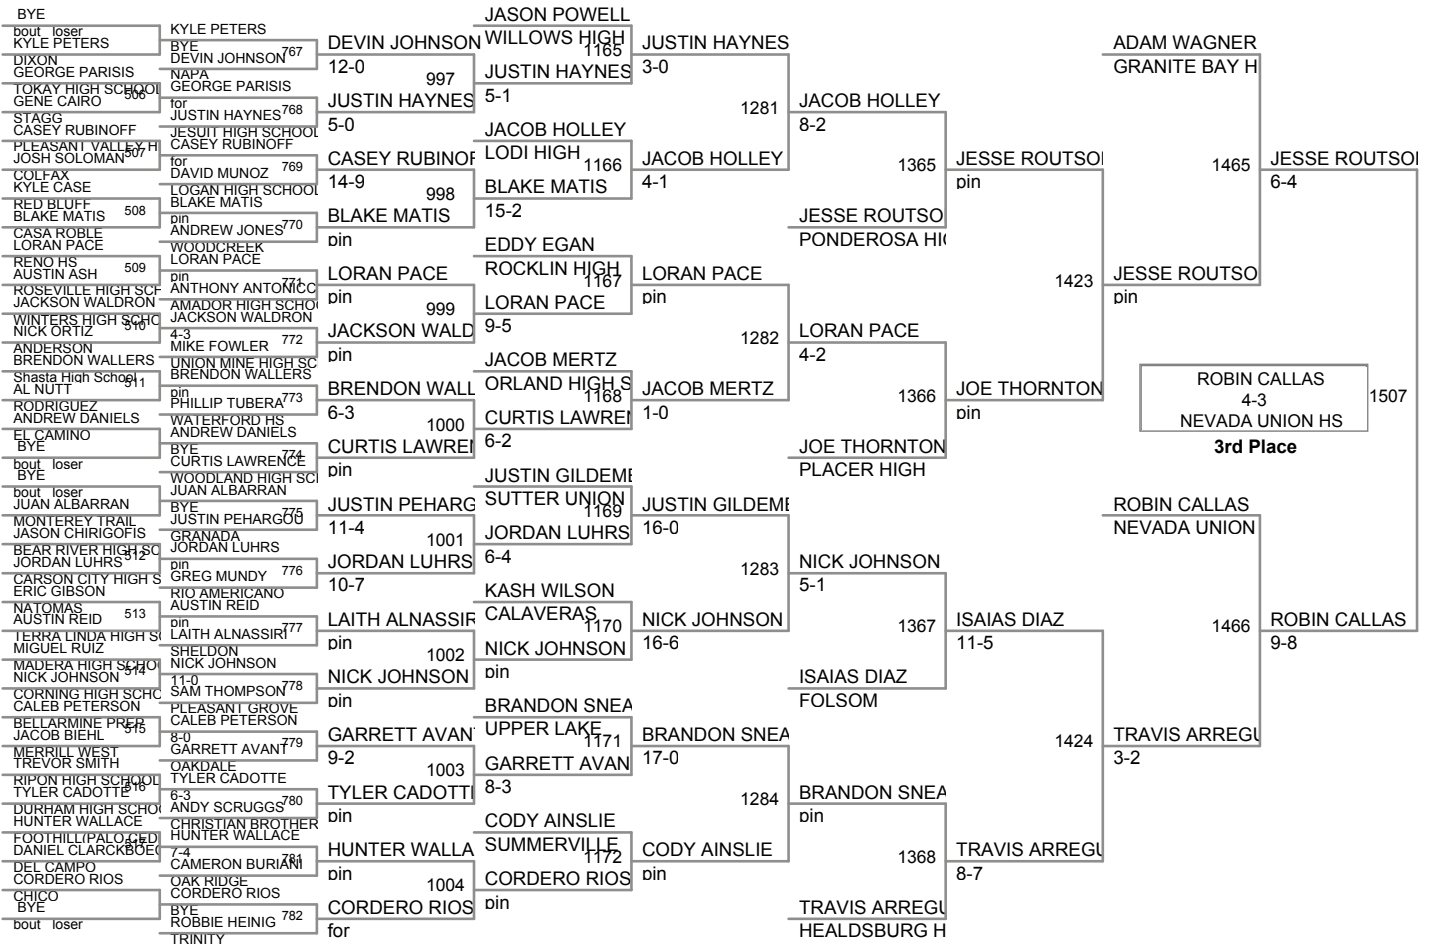 BYE
bout loser
KYLE PETERS
DIXON
GEORGE PARISIS
TOKAY HIGH SCHOOL
506
GENE CAIRO
STAGG
CASEY RUBINOFF
PLEASANT VALLEY H
507
JOSH SOLOMAN
COLFAX
KYLE CASE
RED BLUFF
508
BLAKE MATIS
CASA ROBLE
LORAN PACE
RENO HS
509
AUSTIN ASH
ROSEVILLE HIGH SCH
JACKSON WALDRON
WINTERS HIGH SCHO
510
NICK ORTIZ
ANDERSON
BRENDON WALLERS
Shasta High School
511
AL NUTT
RODRIGUEZ
ANDREW DANIELS
EL CAMINO
BYE
bout loser
BYE
bout loser
JUAN ALBARRAN
MONTEREY TRAIL
JASON CHIRIGOFIS
BEAR RIVER HIGH SC
512
JORDAN LUHRS
CARSON CITY HIGH S
ERIC GIBSON
NATOMAS
513
AUSTIN REID
TERRA LINDA HIGH S
MIGUEL RUIZ
MADERA HIGH SCHO
514
NICK JOHNSON
CORNING HIGH SCHO
CALEB PETERSON
BELLARMINE PREP
515
JACOB BIEHL
MERRILL WEST
TREVOR SMITH
RIPON HIGH SCHOOL
516
TYLER CADOTTE
DURHAM HIGH SCHO
HUNTER WALLACE
FOOTHILL(PALO CED
517
DANIEL CLARCKBOE
DEL CAMPO
CORDERO RIOS
CHICO
BYE
bout loser
KYLE PETERS
BYE
767
DEVIN JOHNSON
NAPA
GEORGE PARISIS
for
768
JUSTIN HAYNES
JESUIT HIGH SCHOOL
CASEY RUBINOFF
for
769
DAVID MUNOZ
LOGAN HIGH SCHOOL
BLAKE MATIS
pin
770
ANDREW JONES
WOODCREEK
LORAN PACE
pin
771
ANTHONY ANTONICC
AMADOR HIGH SCHO
JACKSON WALDRON
4-3
772
MIKE FOWLER
UNION MINE HIGH SC
BRENDON WALLERS
pin
773
PHILLIP TUBERA
WATERFORD HS
ANDREW DANIELS
BYE
774
CURTIS LAWRENCE
WOODLAND HIGH SC
JUAN ALBARRAN
BYE
775
JUSTIN PEHARGOU
GRANADA
JORDAN LUHRS
pin
776
GREG MUNDY
RIO AMERICANO
AUSTIN REID
pin
777
LAITH ALNASSIRI
SHELDON
NICK JOHNSON
11-0
778
SAM THOMPSON
PLEASANT GROVE
CALEB PETERSON
8-0
779
GARRETT AVANT
OAKDALE
TYLER CADOTTE
6-3
780
ANDY SCRUGGS
CHRISTIAN BROTHER
HUNTER WALLACE
7-4
781
CAMERON BURIANI
OAK RIDGE
CORDERO RIOS
BYE
782
ROBBIE HEINIG
TRINITY
DEVIN JOHNSON
12-0
997
JUSTIN HAYNES
5-0
CASEY RUBINOF
14-9
998
BLAKE MATIS
pin
LORAN PACE
pin
999
JACKSON WALD
pin
BRENDON WALL
6-3
1000
CURTIS LAWREN
pin
JUSTIN PEHARG
11-4
1001
JORDAN LUHRS
10-7
LAITH ALNASSIR
pin
1002
NICK JOHNSON
pin
GARRETT AVAN
9-2
1003
TYLER CADOTTI
pin
HUNTER WALLA
pin
1004
CORDERO RIOS
for
JASON POWELL
WILLOWS HIGH
1165
JUSTIN HAYNES
5-1
JACOB HOLLEY
LODI HIGH
1166
BLAKE MATIS
15-2
EDDY EGAN
ROCKLIN HIGH
1167
LORAN PACE
9-5
JACOB MERTZ
ORLAND HIGH S
1168
CURTIS LAWREN
6-2
JUSTIN GILDEME
SUTTER UNION
1169
JORDAN LUHRS
6-4
KASH WILSON
CALAVERAS
1170
NICK JOHNSON
pin
BRANDON SNEA
UPPER LAKE
1171
GARRETT AVAN
8-3
CODY AINSLIE
SUMMERVILLE
1172
CORDERO RIOS
pin
JUSTIN HAYNES
3-0
1281
JACOB HOLLEY
4-1
LORAN PACE
pin
1282
JACOB MERTZ
1-0
JUSTIN GILDEME
16-0
1283
NICK JOHNSON
16-6
BRANDON SNEA
17-0
1284
CODY AINSLIE
pin
JACOB HOLLEY
8-2
1365
JESSE ROUTSO
PONDEROSA HI
LORAN PACE
4-2
1366
JOE THORNTON
PLACER HIGH
NICK JOHNSON
5-1
1367
ISAIAS DIAZ
FOLSOM
BRANDON SNEA
pin
1368
TRAVIS ARREGU
HEALDSBURG H
JESSE ROUTSO
pin
1423
JOE THORNTON
pin
ISAIAS DIAZ
11-5
1424
TRAVIS ARREGU
8-7
ADAM WAGNER
GRANITE BAY H
1465
JESSE ROUTSO
pin
ROBIN CALLAS
NEVADA UNION
1466
TRAVIS ARREGU
3-2
JESSE ROUTSO
6-4
ROBIN CALLAS
4-3
NEVADA UNION HS
1507
3rd Place
ROBIN CALLAS
9-8